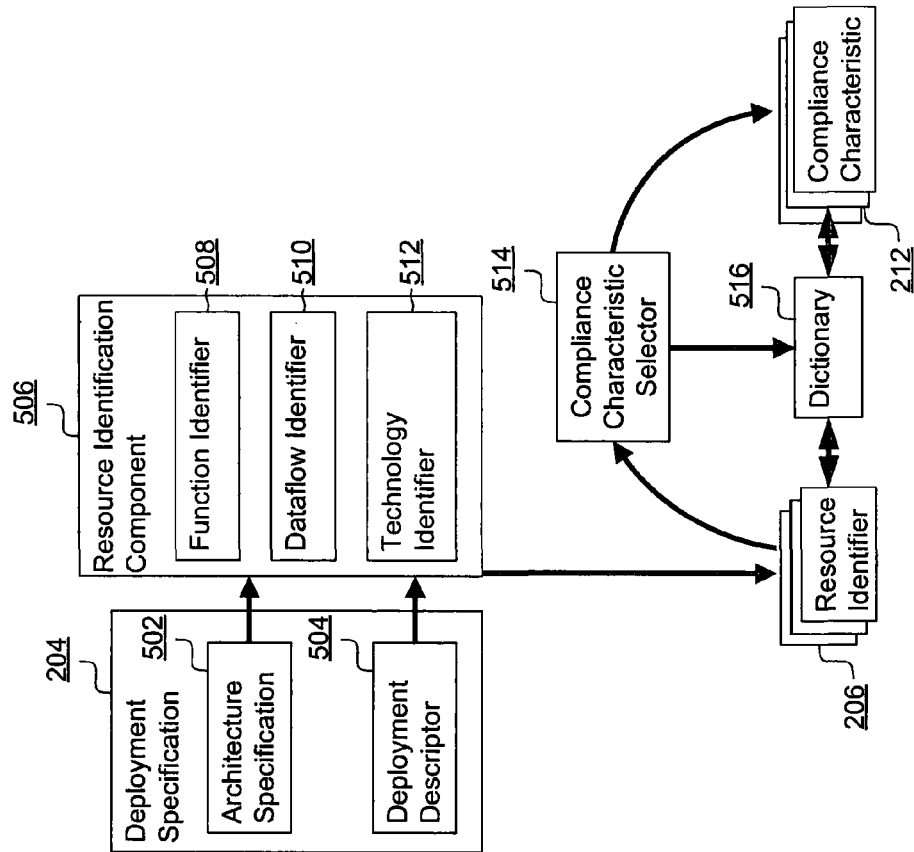 204
Deployment
Specification
502
Architecture
Specification
504
Deployment
Descriptor
506
Resource Identification
Component
Function Identifier
508
Dataflow Identifier
510
Technology
Identifier
512
514
Compliance
Characteristic
Selector
206
Resource
Identifier
516
Dictionary
212
Compliance
Characteristic